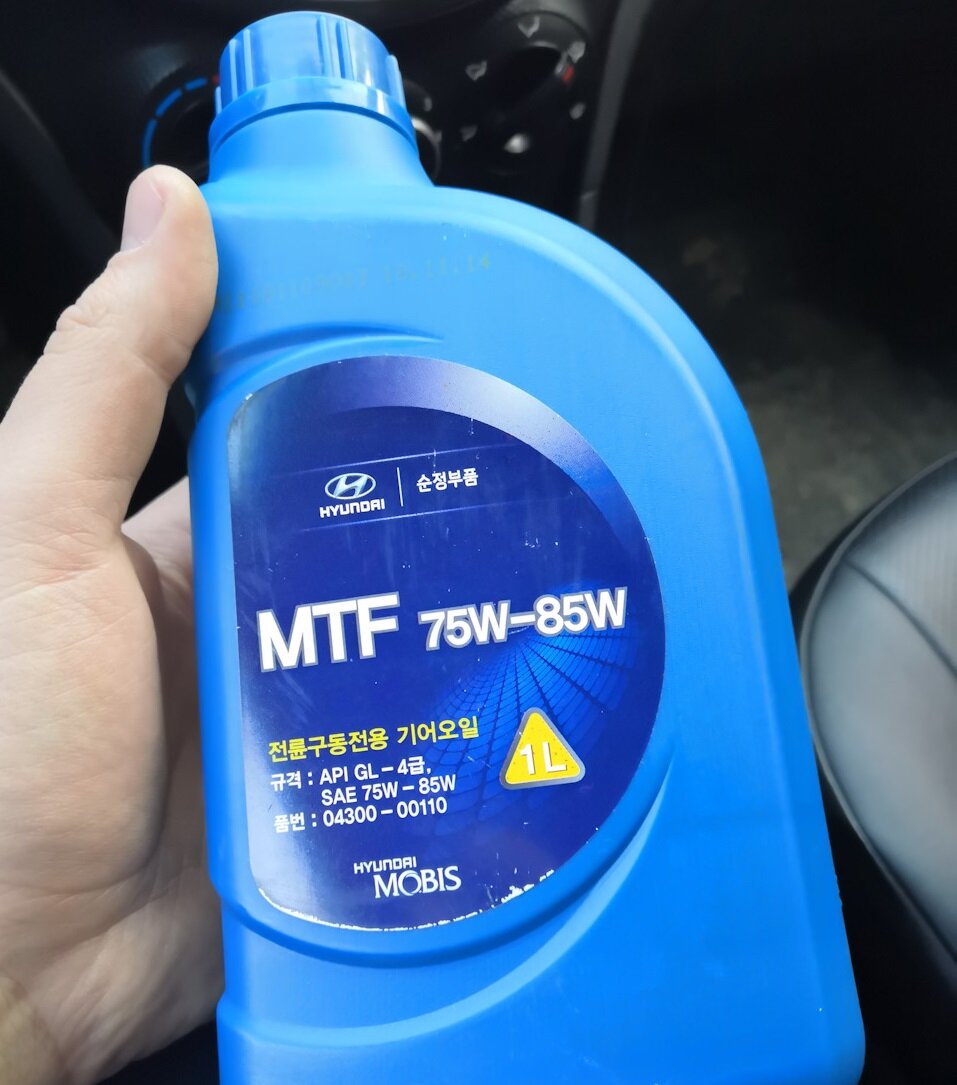 HYUNDAI 순정부품
MTF 75W-85W
전륜구동전용 기어오일
1L
규격 : API GL - 4급,
SAE 75W - 85W
품번 : 04300 - 00110
HYUNDAI
MOBIS